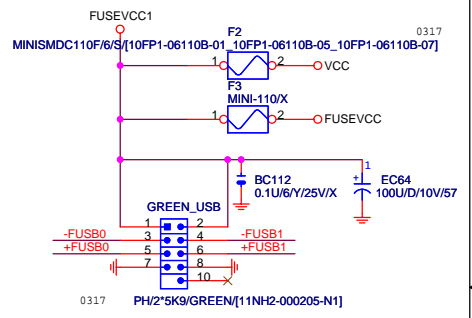 FUSEVCC1
F2
0317
MINISMDC110F/6/S/[10FP1-06110B-01_10FP1-06110B-05_10FP1-06110B-07]
1 2 VCC
F3
MINI-110/X
1 2 FUSEVCC
1
BC112
0.1U/6/Y/25V/X
+ EC64
100U/D/10V/57
GREEN_USB
1 2
-FUSB0 3 4 -FUSB1
+FUSB0 5 6 +FUSB1
7 8
10
0317
PH/2*5K9/GREEN/[11NH2-000205-N1]